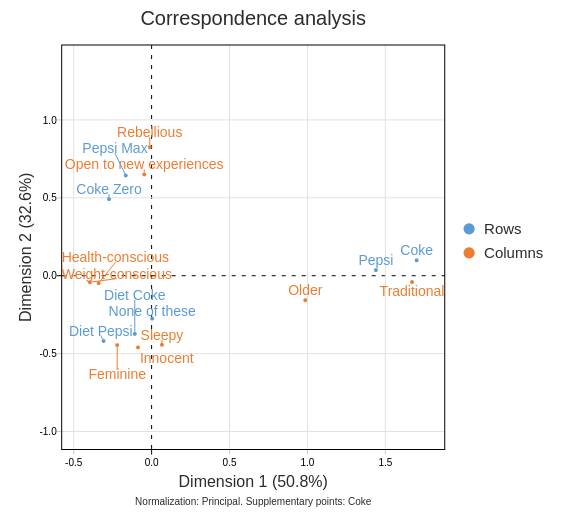 Correspondence analysis
1.0
0.5
0.0
-0.5
-1.0
Dimension 2 (32.6%)
Rebellious
Pepsi Max
Open to new experiences
Coke Zero
Health-conscious
Weight-conscious
Coke
Pepsi
Traditional
Older
Diet Coke
None of these
Diet Pepsi
Sleepy
Innocent
Feminine
Rows
Columns
-0.5 0.0 0.5 1.0 1.5
Dimension 1 (50.8%)
Normalization: Principal. Supplementary points: Coke